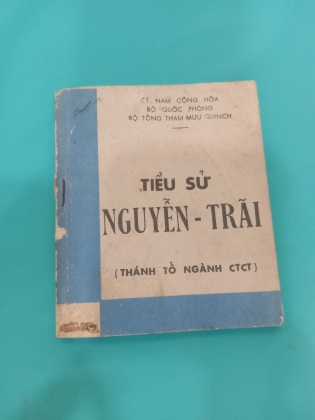 VIỆT NAM CỘNG HÒA
BỘ QUỐC PHÒNG
BỘ TỔNG THAM MƯU QLVNCH
TIỂU SỬ
NGUYỄN - TRÃI
(THÁNH TỔ NGÀNH CTCT)